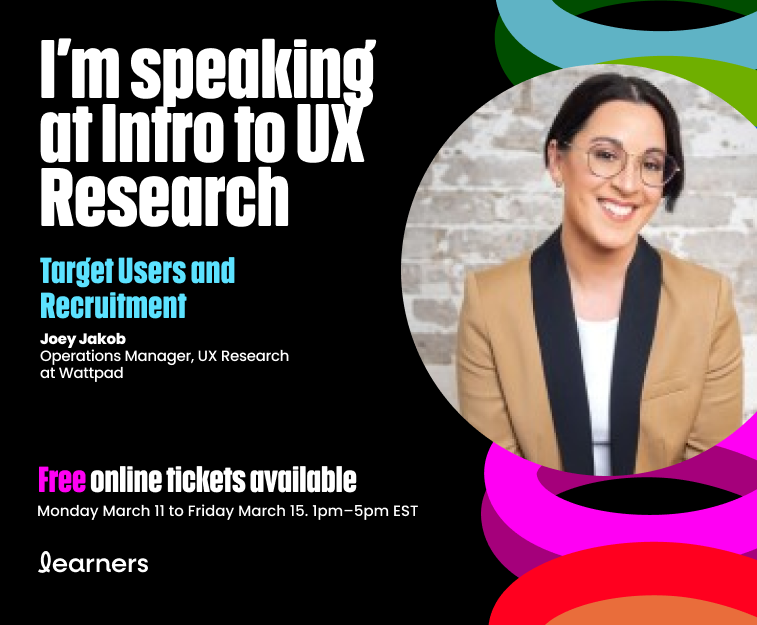 I'm speaking
at Intro to UX
Research
Target Users and
Recruitment
Joey Jakob
Operations Manager, UX Research
at Wattpad
Free online tickets available
Monday March 11 to Friday March 15. 1pm–5pm EST
learners